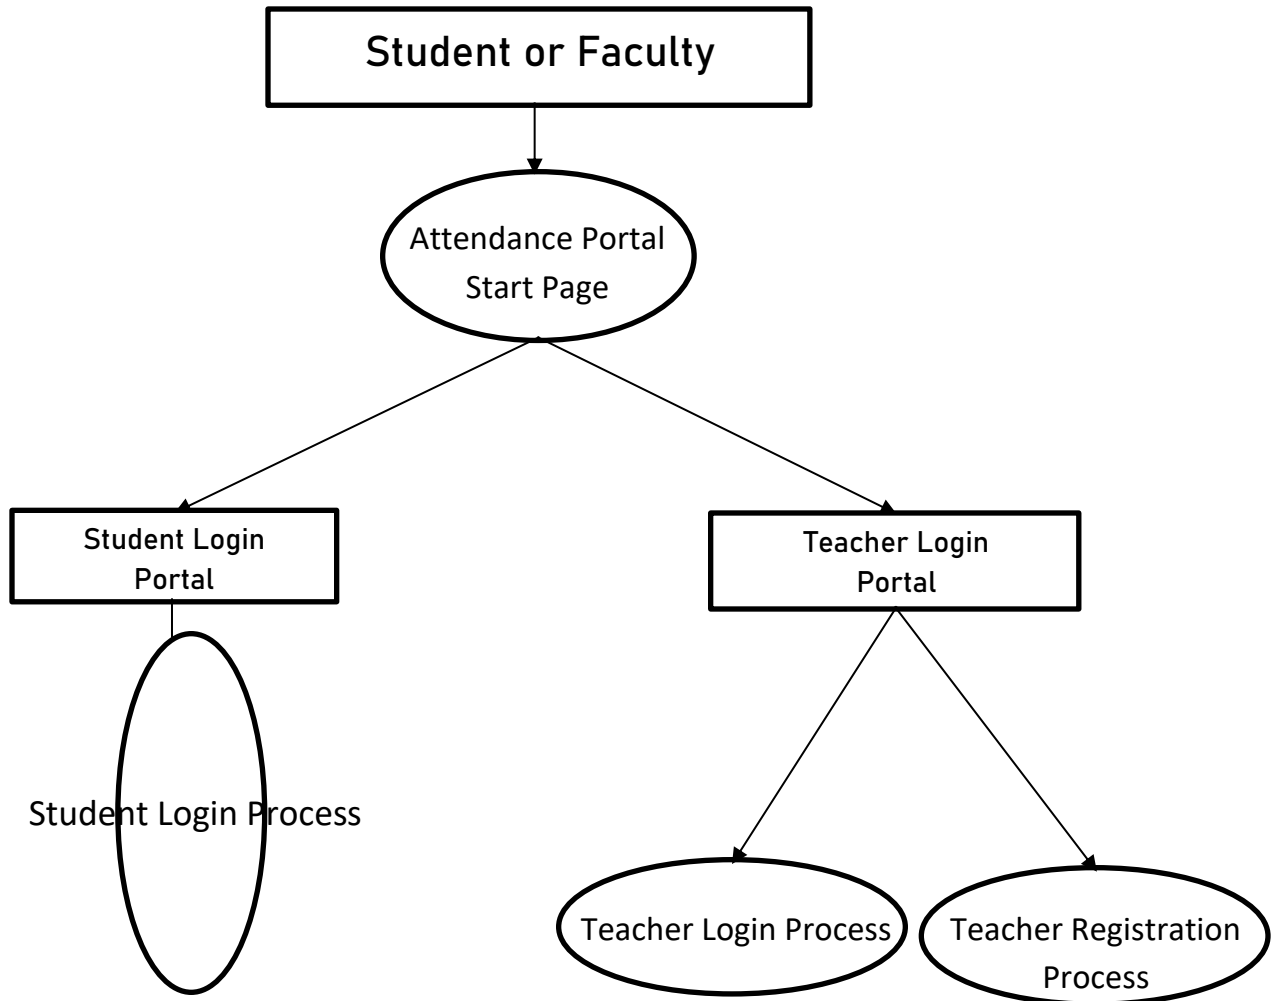 Student or Faculty
Attendance Portal
Start Page
Student Login
Portal
Teacher Login
Portal
Student Login Process
Teacher Login Process
Teacher Registration
Process